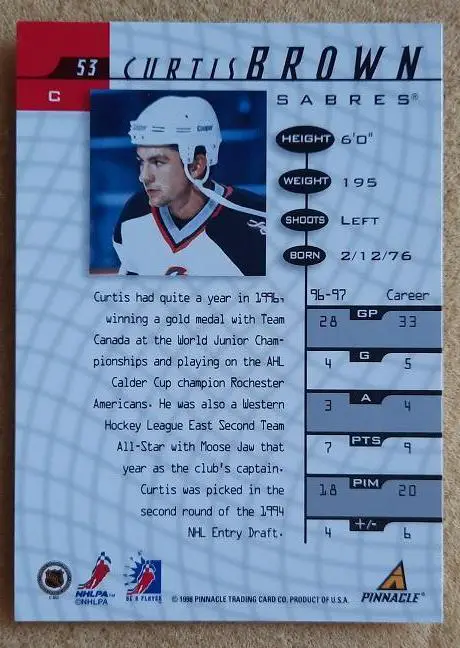 53 CURTIS BROWN
C
SABRES®
Cooper Cooper
HEIGHT 6'0"
WEIGHT 195
SHOOTS LEFT
BORN 2/12/76
Curtis had quite a year in 1996,
winning a gold medal with Team
Canada at the World Junior Cham-
pionships and playing on the AHL
Calder Cup champion Rochester
Americans. He was also a Western
Hockey League East Second Team
All-Star with Moose Jaw that
year as the club's captain.
Curtis was picked in the
second round of the 1994
NHL Entry Draft.
96-97 Career
GP
28 33
G
4 5
A
3 4
PTS
7 9
PIM
18 20
+/-
4 6
NHLPA™
©NHLPA
BE A PLAYER
© 1998 PINNACLE TRADING CARD CO. PRODUCT OF U.S.A.
PINNACLE®